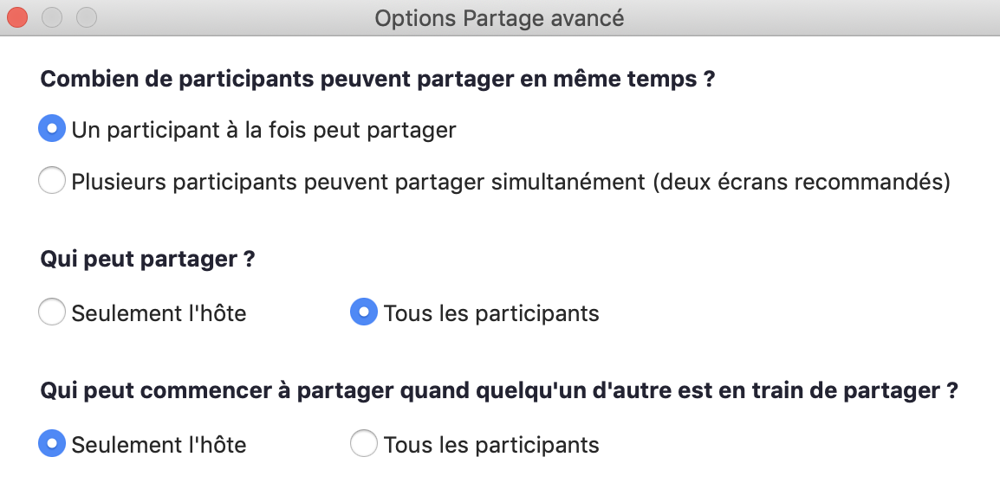 Options Partage avancé
Combien de participants peuvent partager en même temps ?
Un participant à la fois peut partager
Plusieurs participants peuvent partager simultanément (deux écrans recommandés)
Qui peut partager ?
Seulement l'hôte Tous les participants
Qui peut commencer à partager quand quelqu'un d'autre est en train de partager ?
Seulement l'hôte Tous les participants